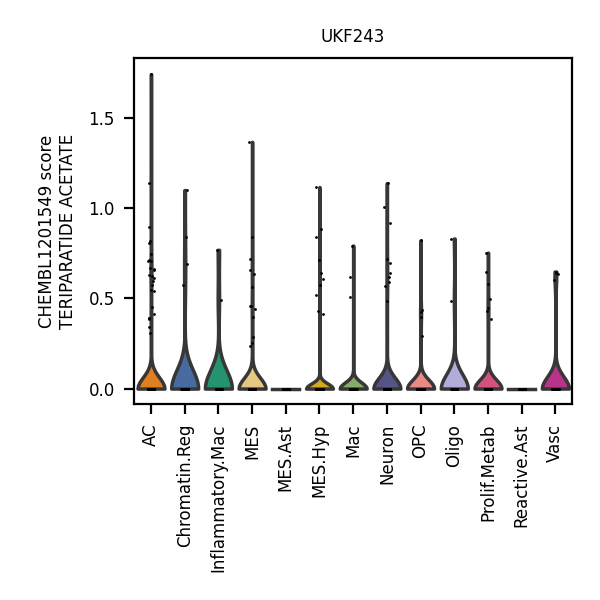 UKF243
CHEMBL1201549 score
TERIPARATIDE ACETATE
1.5
1.0
0.5
0.0
AC
Chromatin.Reg
Inflammatory.Mac
MES
MES.Ast
MES.Hyp
Mac
Neuron
OPC
Oligo
Prolif.Metab
Reactive.Ast
Vasc